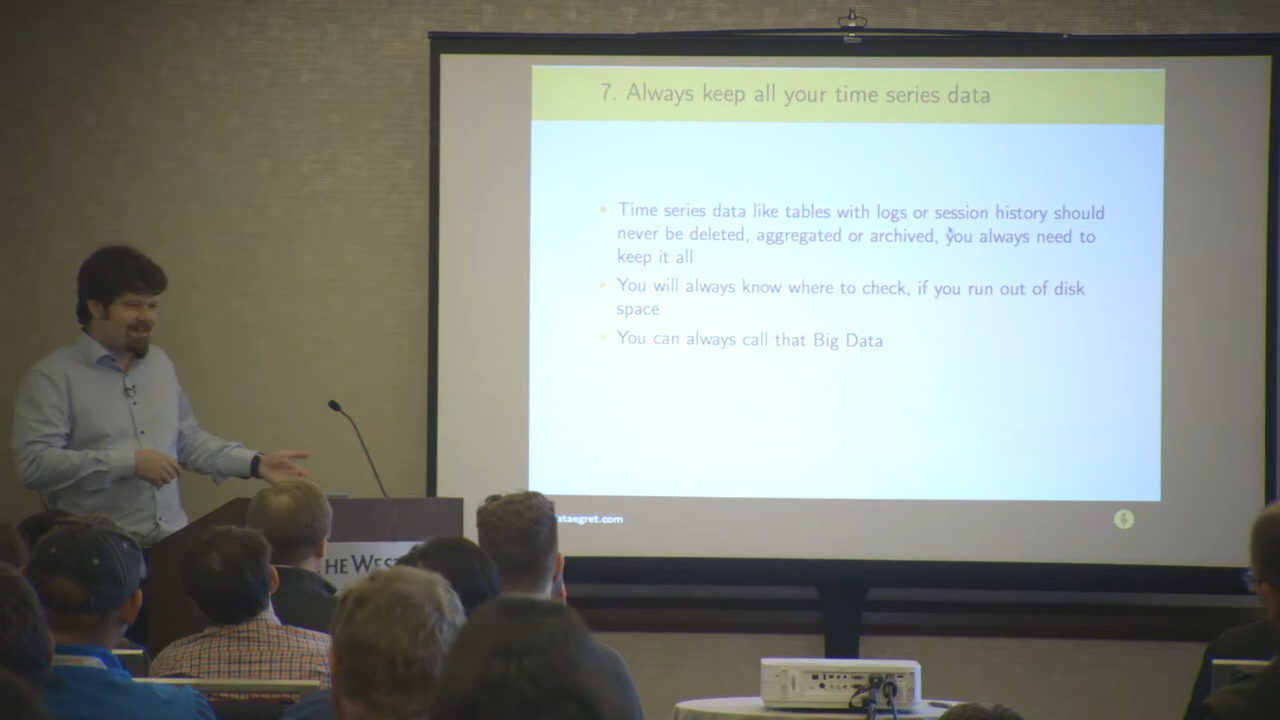 7. Always keep all your time series data
Time series data like tables with logs or session history should
never be deleted, aggregated or archived, you always need to
keep it all
You will always know where to check, if you run out of disk
space
You can always call that Big Data
ataegret.com
HE WES